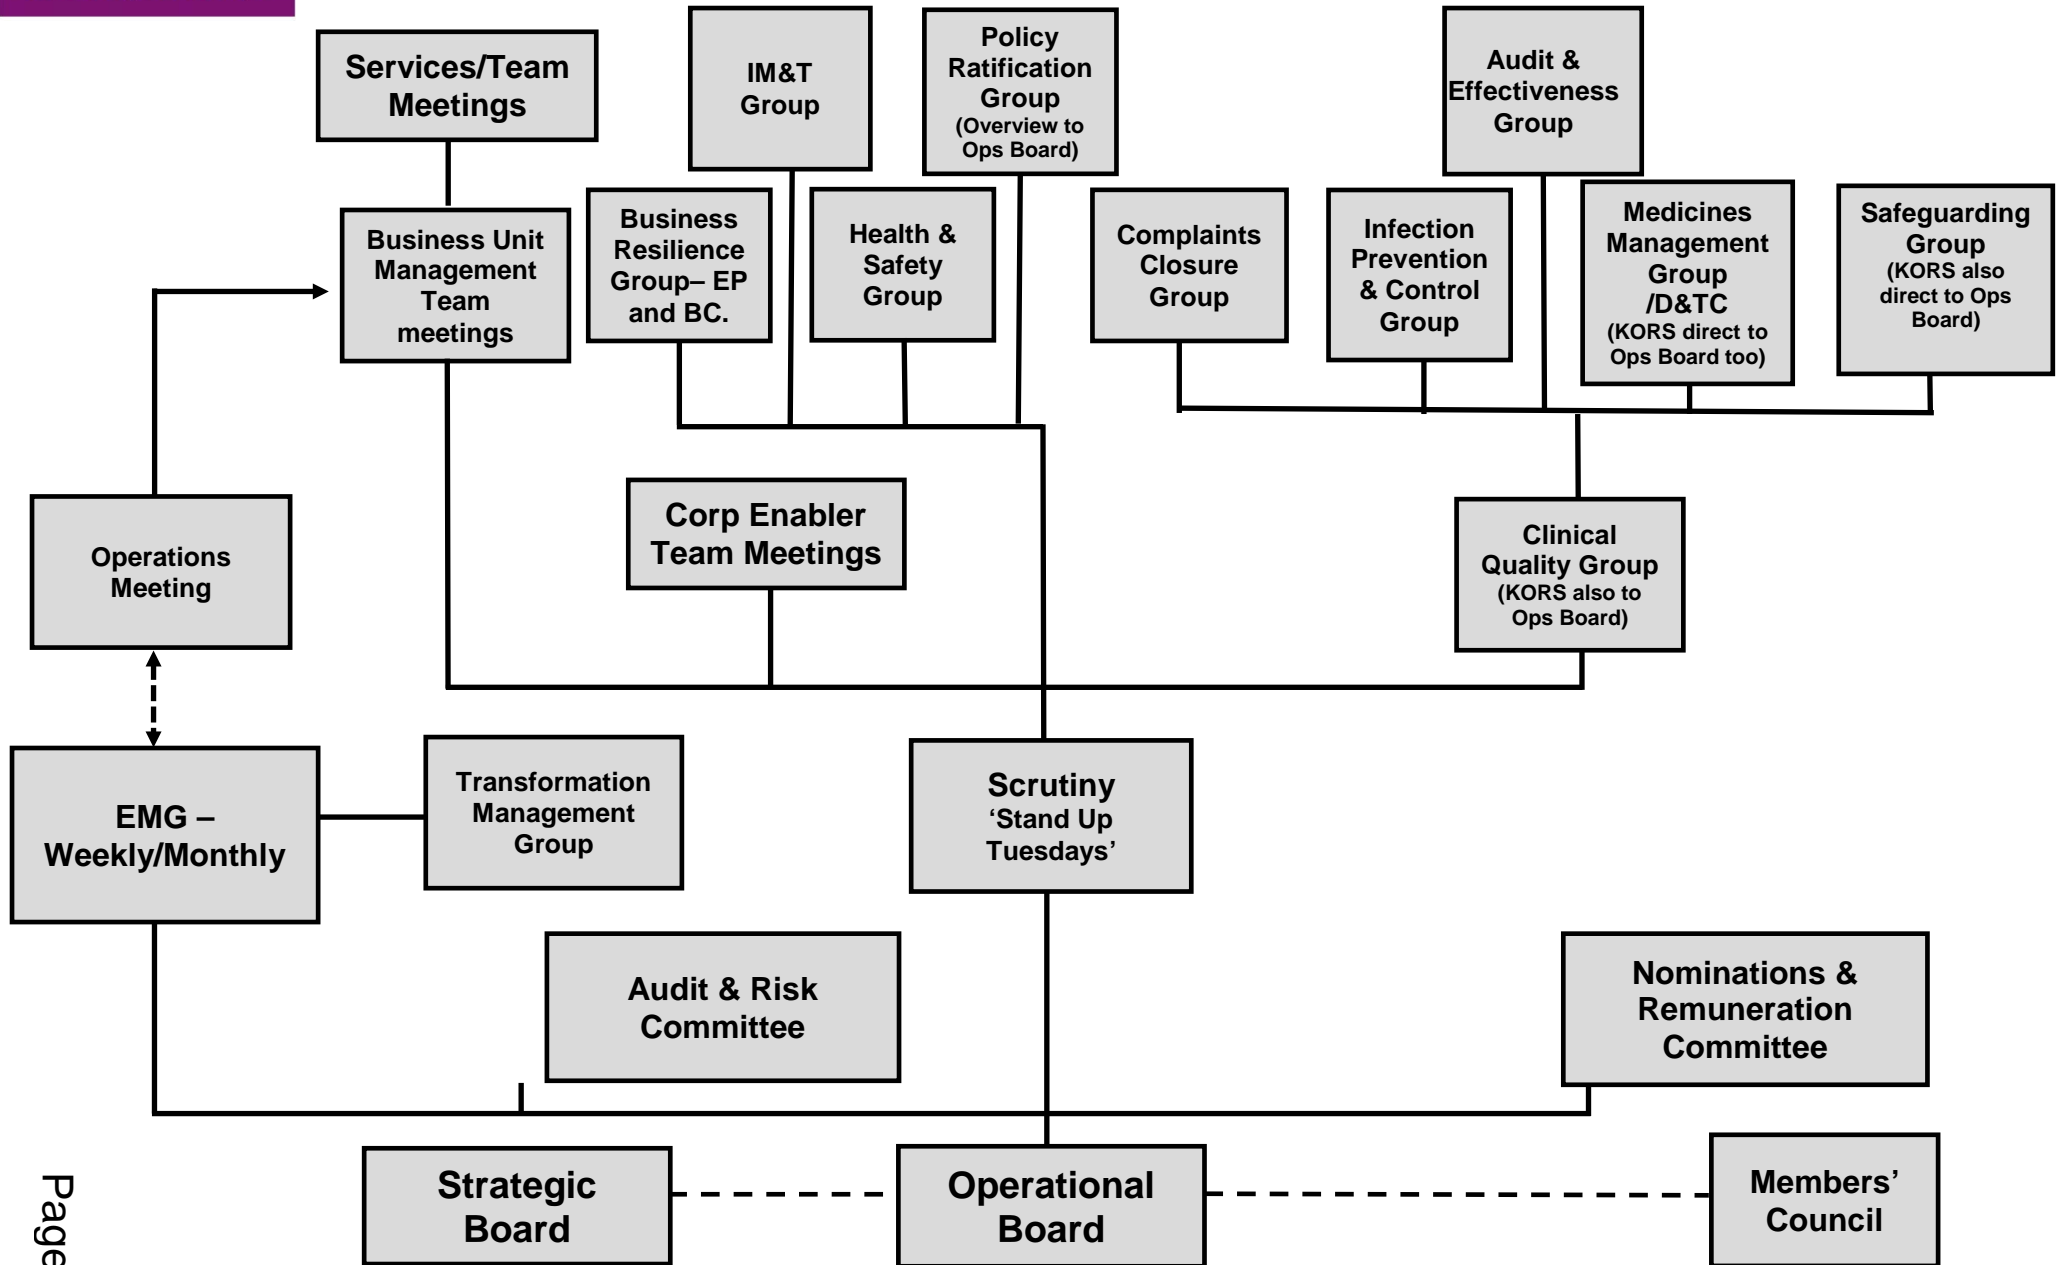 Services/Team
Meetings
IM&T
Group
Policy
Ratification
Group
(Overview to
Ops Board)
Audit &
Effectiveness
Group
Business Unit
Management
Team
meetings
Business
Resilience
Group– EP
and BC.
Health &
Safety
Group
Complaints
Closure
Group
Infection
Prevention
& Control
Group
Medicines
Management
Group
/D&TC
(KORS direct to
Ops Board too)
Safeguarding
Group
(KORS also
direct to Ops
Board)
Operations
Meeting
Corp Enabler
Team Meetings
Clinical
Quality Group
(KORS also to
Ops Board)
EMG –
Weekly/Monthly
Transformation
Management
Group
Scrutiny
‘Stand Up
Tuesdays’
Audit & Risk
Committee
Nominations &
Remuneration
Committee
Strategic
Board
Operational
Board
Members’
Council
Page